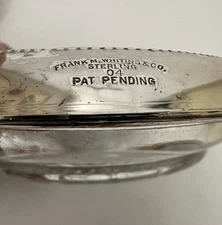 FRANK M. WHITING & CO.
STERLING
04
PAT PENDING